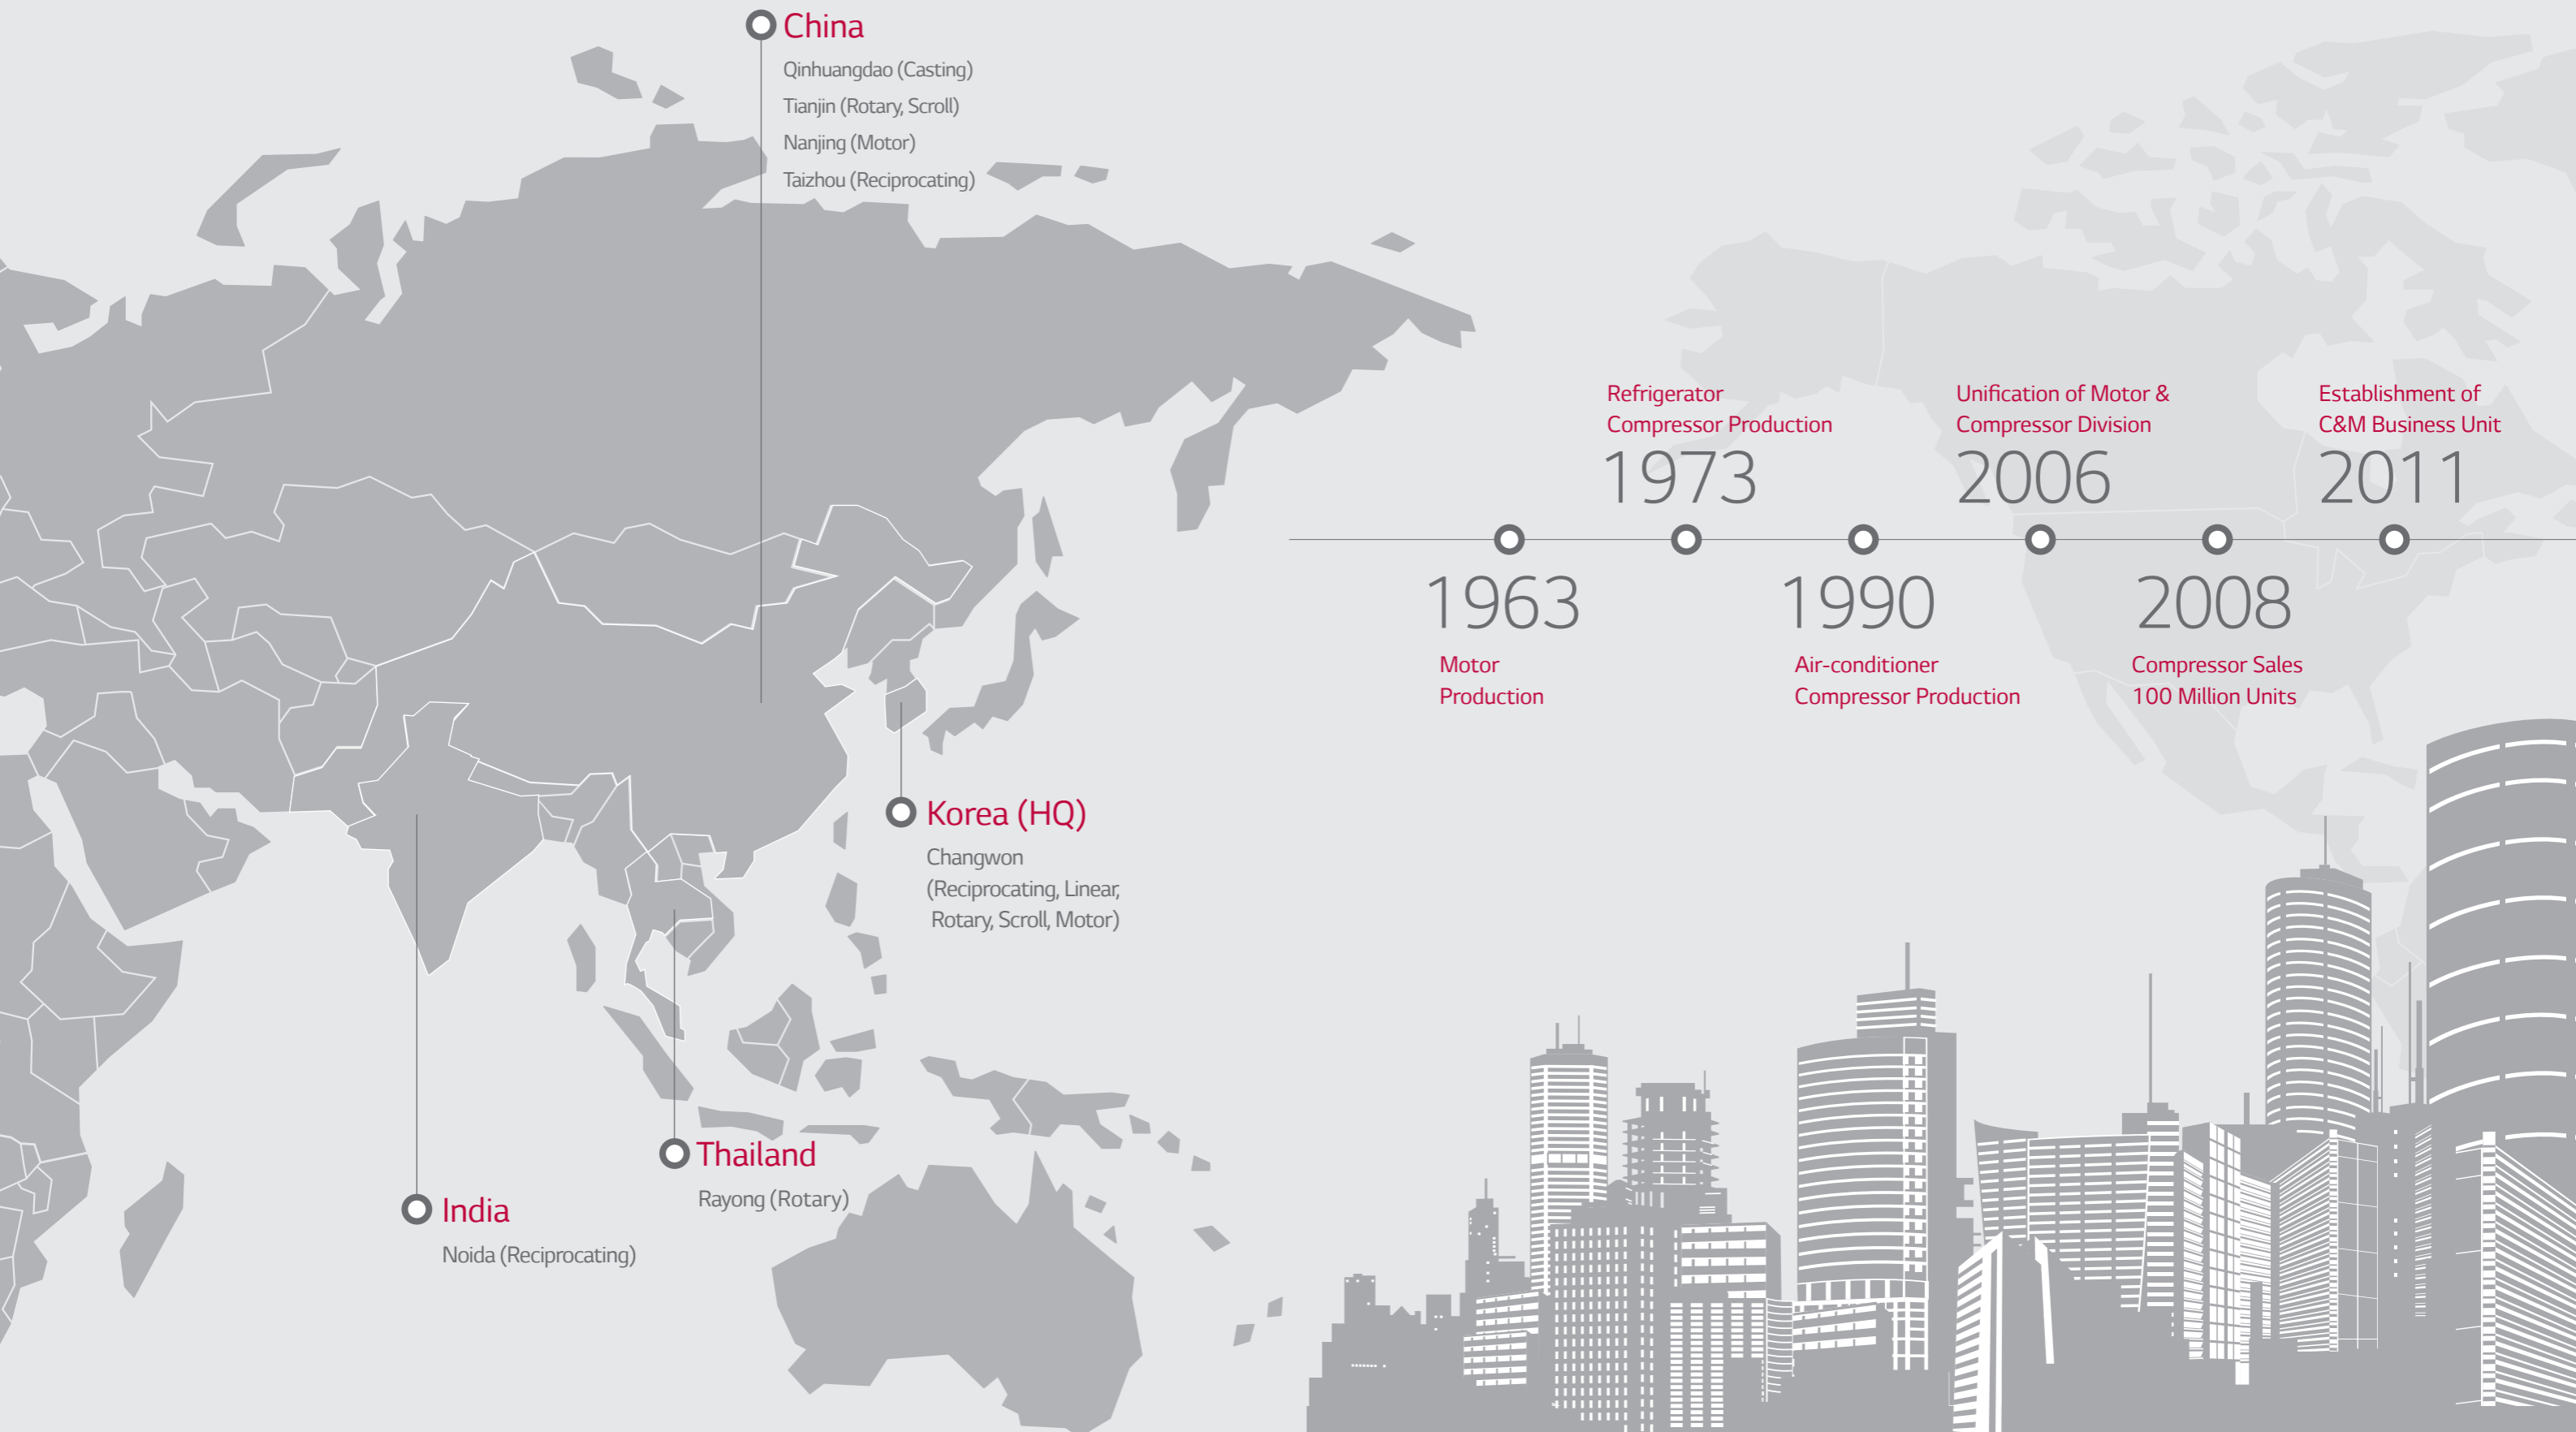 China
Qinhuangdao (Casting)
Tianjin (Rotary, Scroll)
Nanjing (Motor)
Taizhou (Reciprocating)
Korea (HQ)
Changwon
(Reciprocating, Linear,
Rotary, Scroll, Motor)
Thailand
Rayong (Rotary)
India
Noida (Reciprocating)
1963
Motor
Production
Refrigerator
Compressor Production
1973
1990
Air-conditioner
Compressor Production
Unification of Motor &
Compressor Division
2006
2008
Compressor Sales
100 Million Units
Establishment of
C&M Business Unit
2011